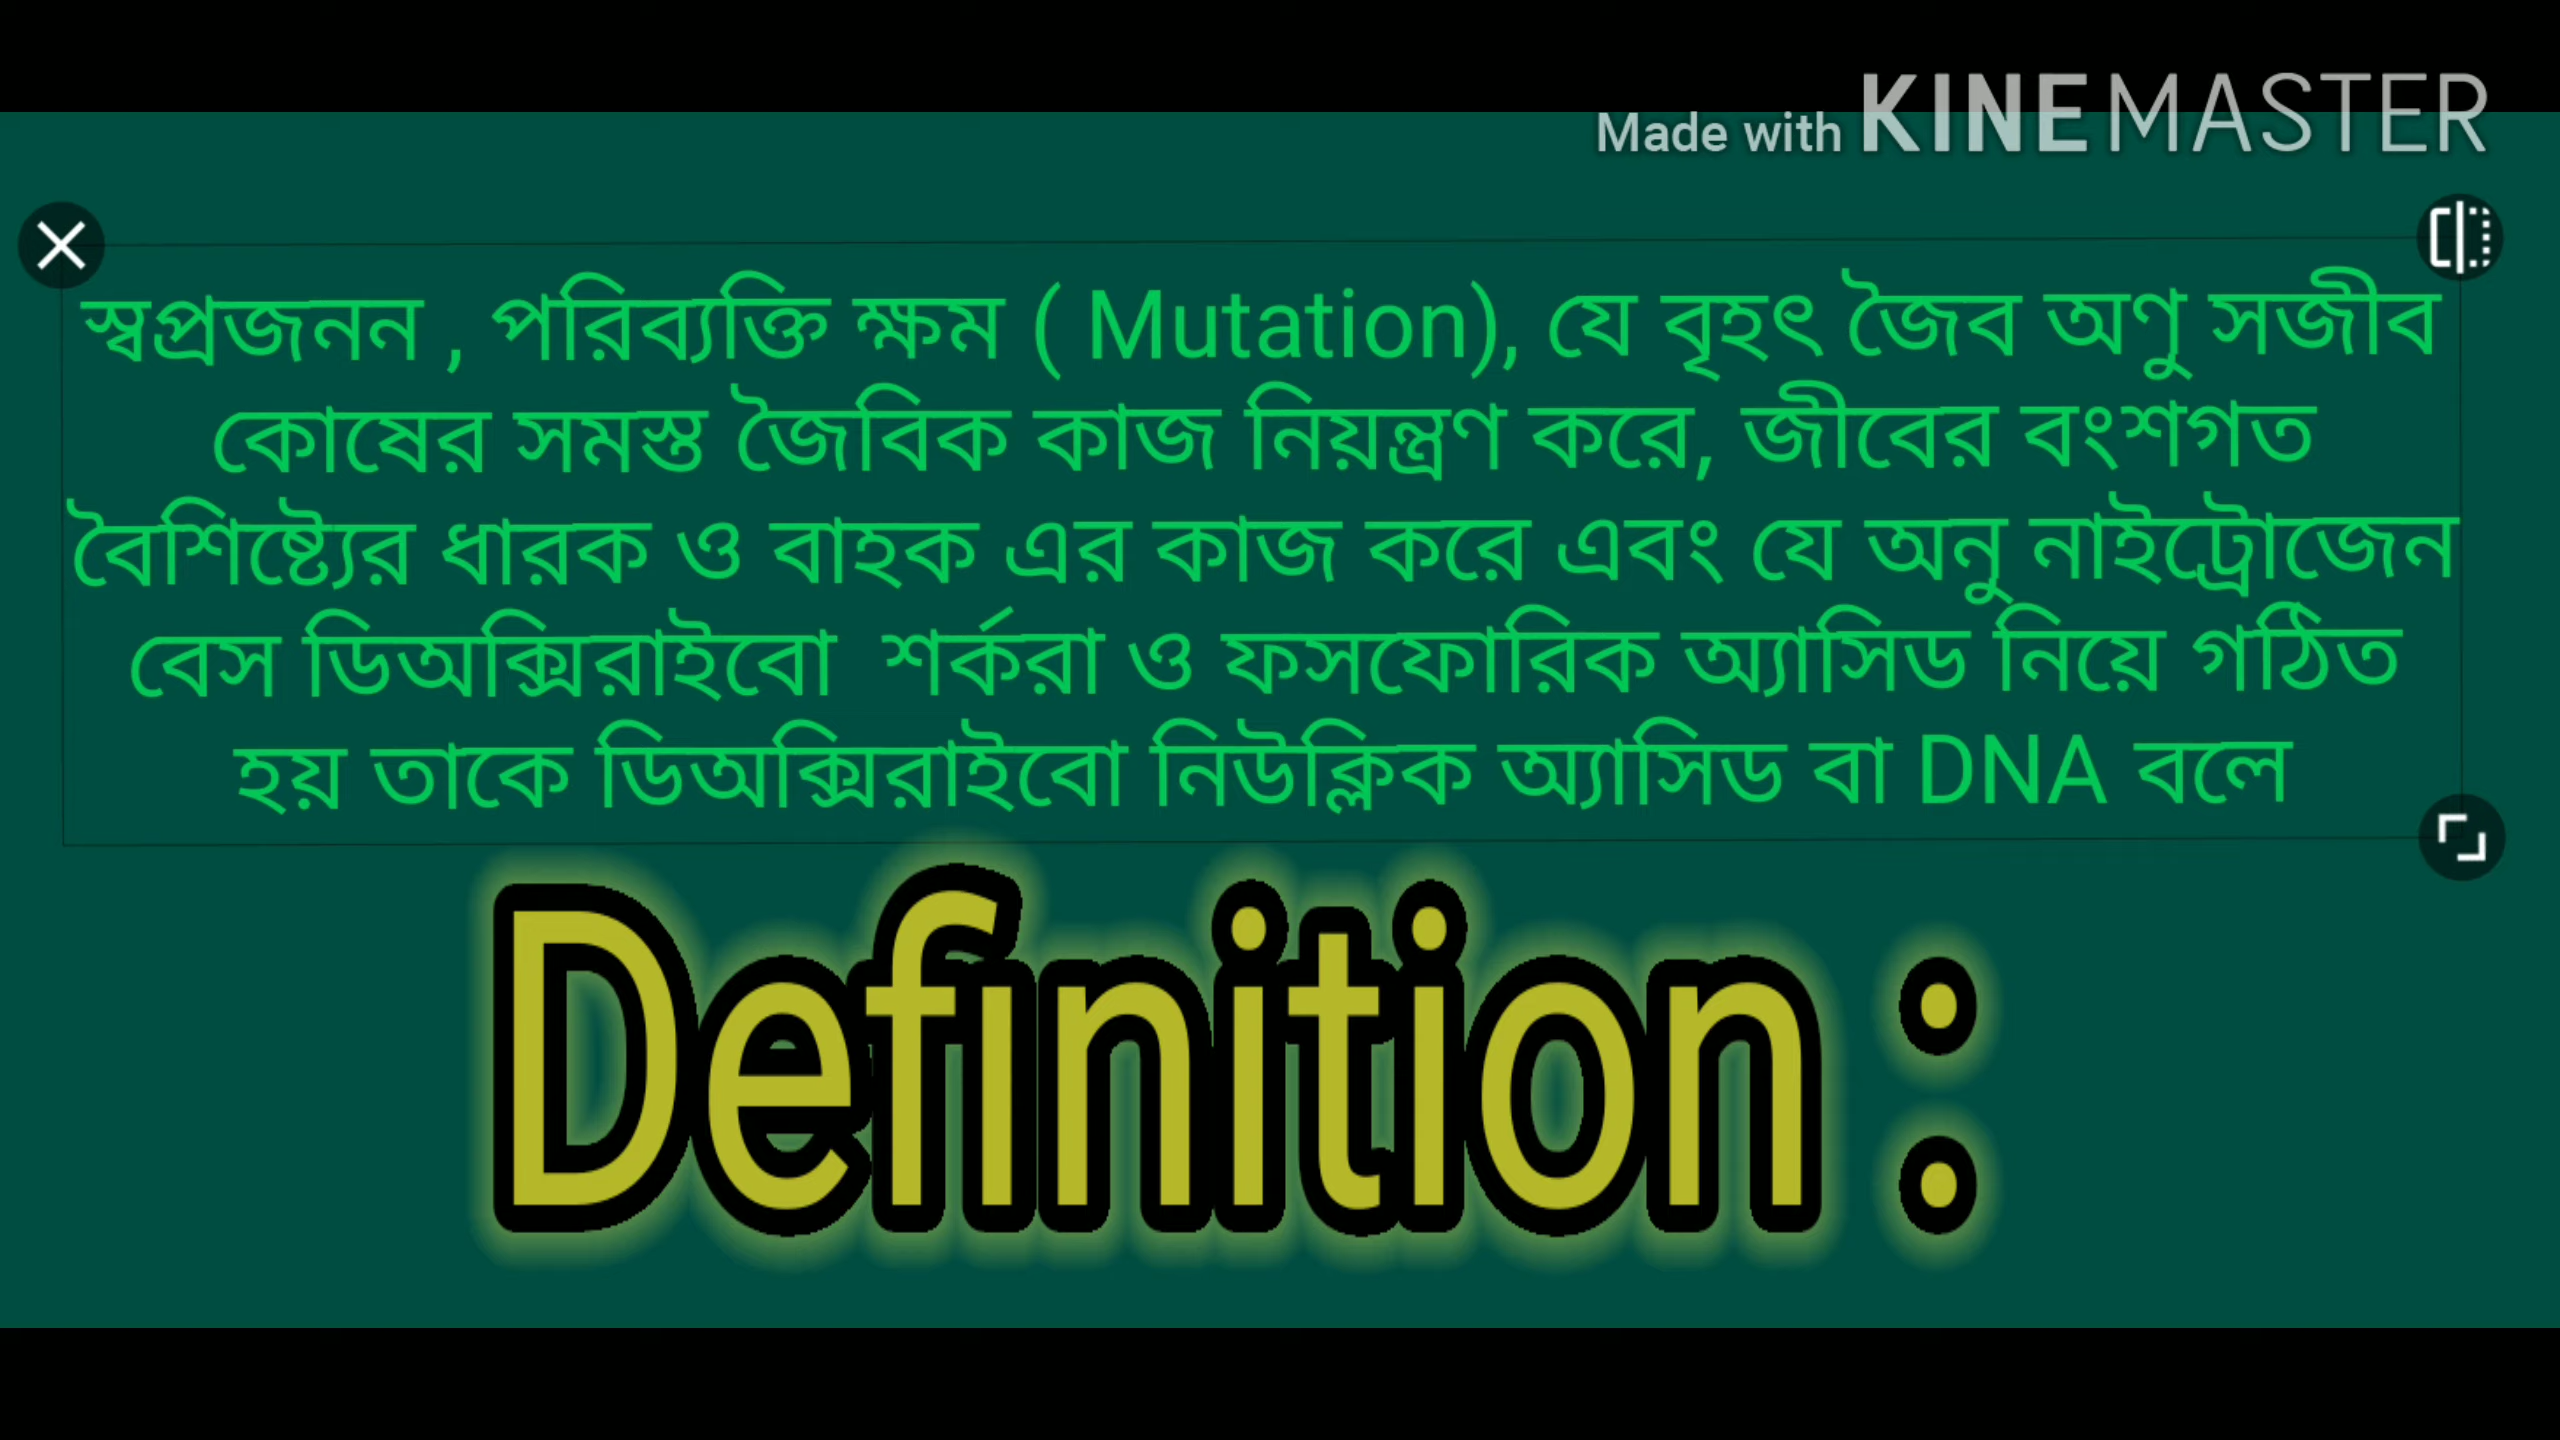 Made with KINEMASTER
স্বপ্রজনন , পরিব্যক্তি ক্ষম ( Mutation), যে বৃহৎ জৈব অণু সজীব
কোষের সমস্ত জৈবিক কাজ নিয়ন্ত্রণ করে, জীবের বংশগত
বৈশিষ্ট্যের ধারক ও বাহক এর কাজ করে এবং যে অনু নাইট্রোজেন
বেস ডিঅক্সিরাইবো শর্করা ও ফসফোরিক অ্যাসিড নিয়ে গঠিত
হয় তাকে ডিঅক্সিরাইবো নিউক্লিক অ্যাসিড বা DNA বলে
Definition :